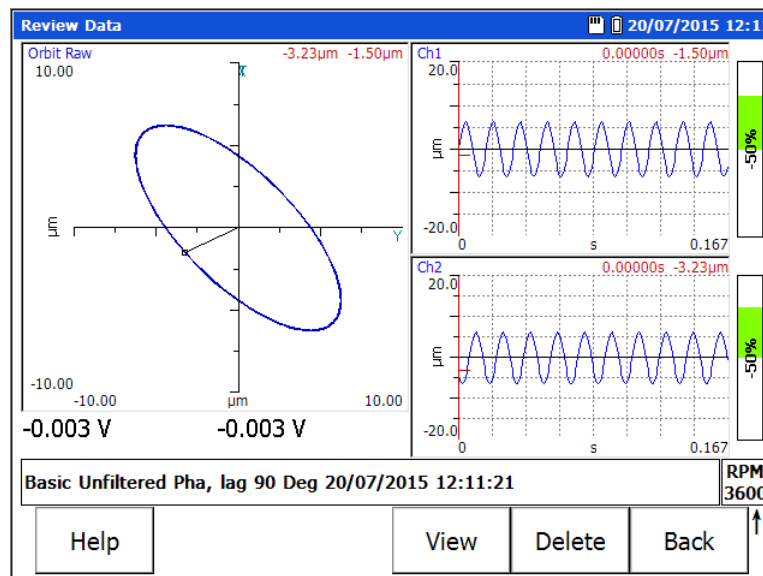 Review Data
20/07/2015 12:11
Orbit Raw -3.23µm -1.50µm
10.00
X
µm
Y
-10.00
-10.00 µm 10.00
-0.003 V -0.003 V
Ch1 0.00000s -1.50µm
20.0
µm
-20.0
0 s 0.167
-50%
Ch2 0.00000s -3.23µm
20.0
µm
-20.0
0 s 0.167
-50%
Basic Unfiltered Pha, lag 90 Deg 20/07/2015 12:11:21
RPM
3600
Help View Delete Back